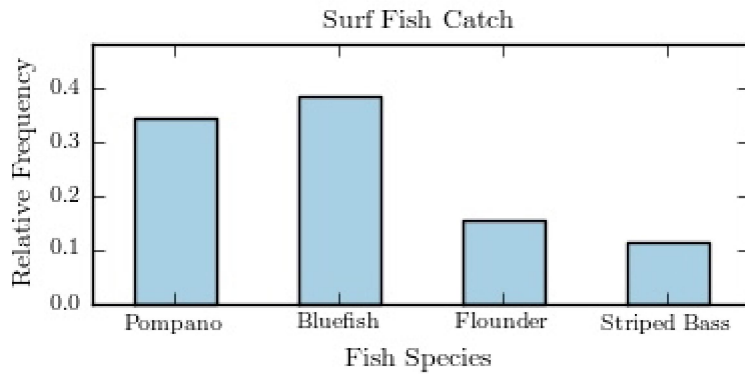 Surf Fish Catch
Relative Frequency
0.4
0.3
0.2
0.1
0.0
Pompano Bluefish Flounder Striped Bass
Fish Species